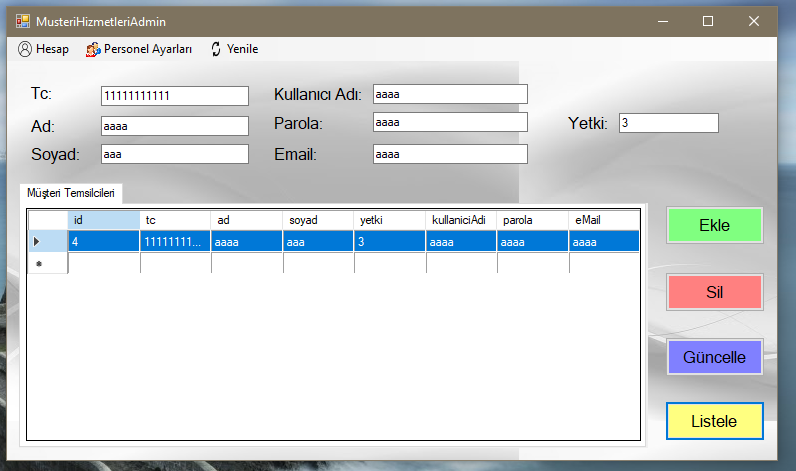 MusteriHizmetleriAdmin
Hesap Personel Ayarları Yenile
Tc: 11111111111 Kullanıcı Adı: aaaa
Ad: aaaa Parola: aaaa Yetki: 3
Soyad: aaa Email: aaaa
Müşteri Temsilcileri
id tc ad soyad yetki kullaniciAdi parola eMail
4 11111111... aaaa aaa 3 aaaa aaaa aaaa
Ekle
Sil
Güncelle
Listele